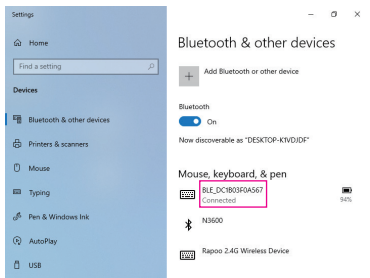 Settings
Home
Find a setting
Devices
Bluetooth & other devices
Printers & scanners
Mouse
Typing
Pen & Windows Ink
AutoPlay
USB
Bluetooth & other devices
Add Bluetooth or other device
Bluetooth
On
Now discoverable as "DESKTOP-K1VDJDF"
Mouse, keyboard, & pen
BLE_DC1B03F0A567
Connected
94%
N3600
Rapoo 2.4G Wireless Device